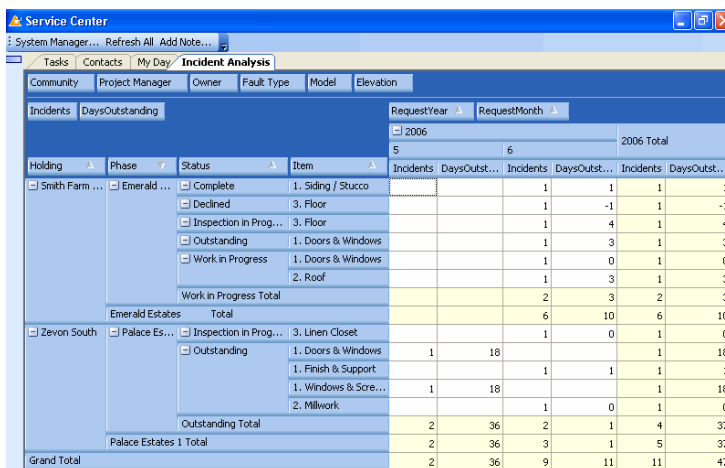 Service Center
System Manager... Refresh All Add Note...
Tasks Contacts My Day Incident Analysis
Community Project Manager Owner Fault Type Model Elevation
Incidents DaysOutstanding RequestYear RequestMonth
2006 2006 Total
5 6
Holding Phase Status Item Incidents DaysOutst... Incidents DaysOutst... Incidents DaysOutst...
Smith Farm ... Emerald ... Complete 1. Siding / Stucco 1 1 1
Declined 3. Floor 1 -1 1
Inspection in Prog... 3. Floor 1 4 1
Outstanding 1. Doors & Windows 1 3 1
Work in Progress 1. Doors & Windows 1 0 1
2. Roof 1 3 1
Work in Progress Total 2 3 2
Emerald Estates Total 6 10 6 10
Zevon South Palace Es... Inspection in Prog... 3. Linen Closet 1 0 1
Outstanding 1. Doors & Windows 1 18 1 18
1. Finish & Support 1 1 1
1. Windows & Scre... 1 18 1 18
2. Millwork 1 0 1
Outstanding Total 2 36 2 1 4 37
Palace Estates 1 Total 2 36 3 1 5 37
Grand Total 2 36 9 11 11 47